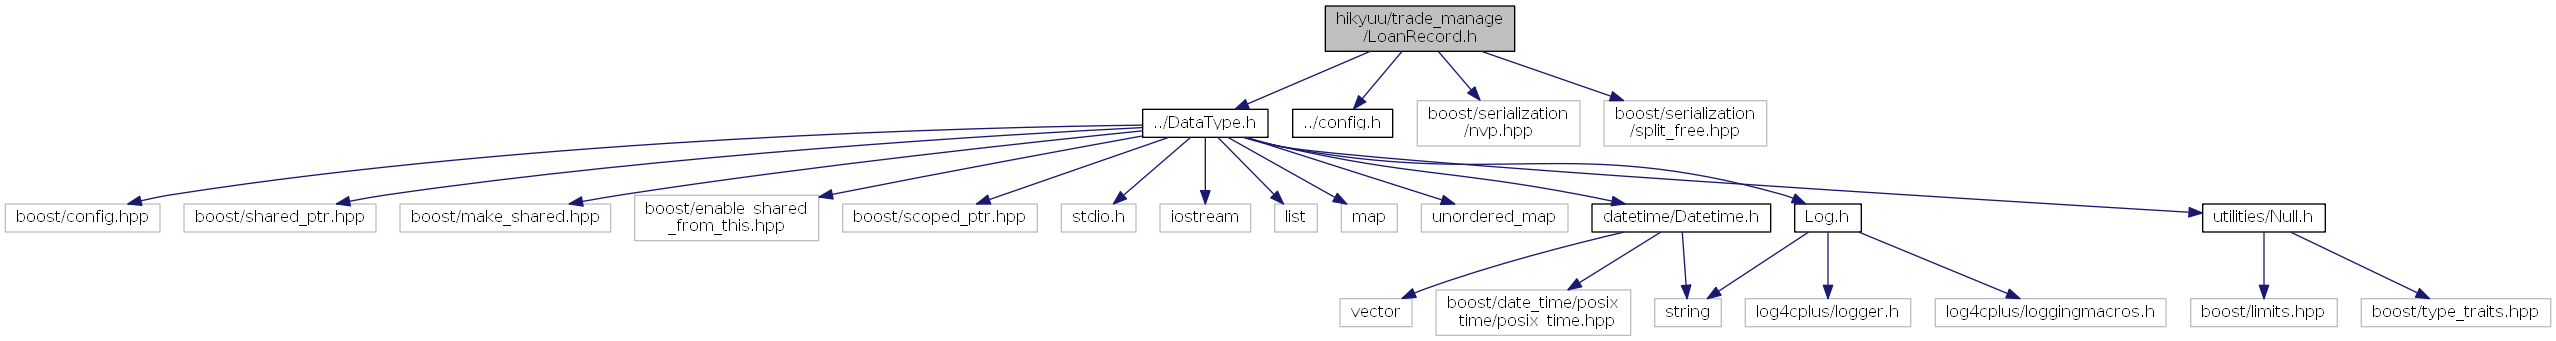 hikyuu/trade_manage
/LoanRecord.h
../DataType.h
../config.h
boost/serialization
/nvp.hpp
boost/serialization
/split_free.hpp
boost/config.hpp
boost/shared_ptr.hpp
boost/make_shared.hpp
boost/enable_shared
_from_this.hpp
boost/scoped_ptr.hpp
stdio.h
iostream
list
map
unordered_map
datetime/Datetime.h
Log.h
utilities/Null.h
vector
boost/date_time/posix
_time/posix_time.hpp
string
log4cplus/logger.h
log4cplus/loggingmacros.h
boost/limits.hpp
boost/type_traits.hpp